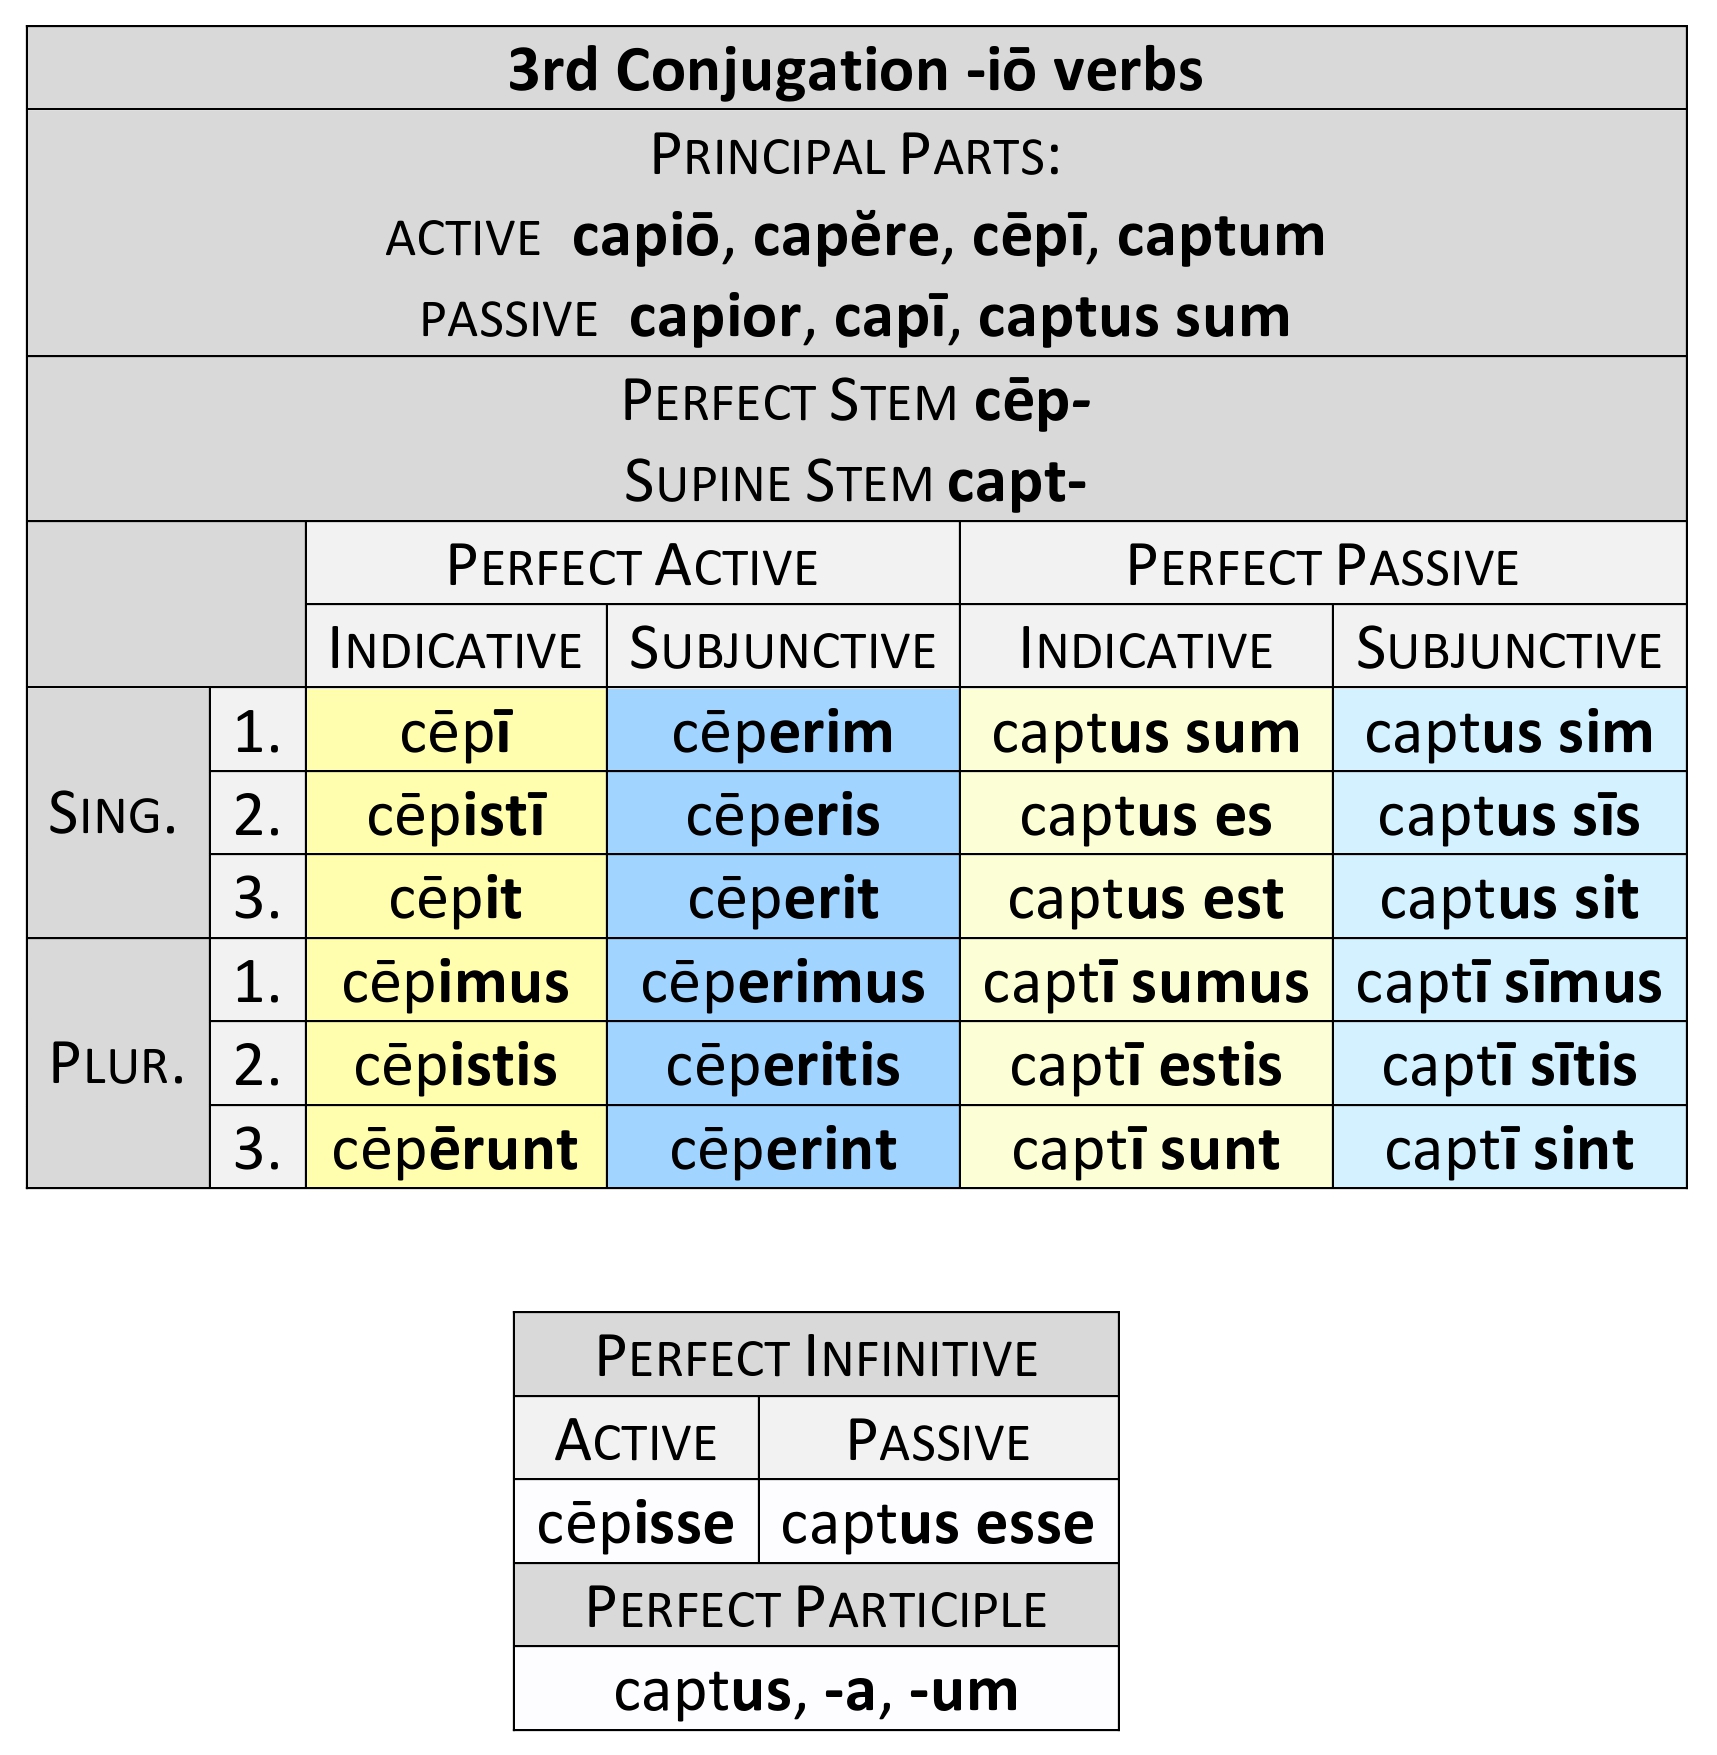 3rd Conjugation -iō verbs
PRINCIPAL PARTS:
ACTIVE capiō, capĕre, cēpī, captum
PASSIVE capior, capī, captus sum
PERFECT STEM cēp-
SUPINE STEM capt-
PERFECT ACTIVE PERFECT PASSIVE
INDICATIVE SUBJUNCTIVE INDICATIVE SUBJUNCTIVE
SING. 1. cēpī cēperim captus sum captus sim
2. cēpistī cēperis captus es captus sīs
3. cēpit cēperit captus est captus sit
PLUR. 1. cēpimus cēperimus captī sumus captī sīmus
2. cēpistis cēperitis captī estis captī sītis
3. cēpērunt cēperint captī sunt captī sint
PERFECT INFINITIVE
ACTIVE PASSIVE
cēpisse captus esse
PERFECT PARTICIPLE
captus, -a, -um